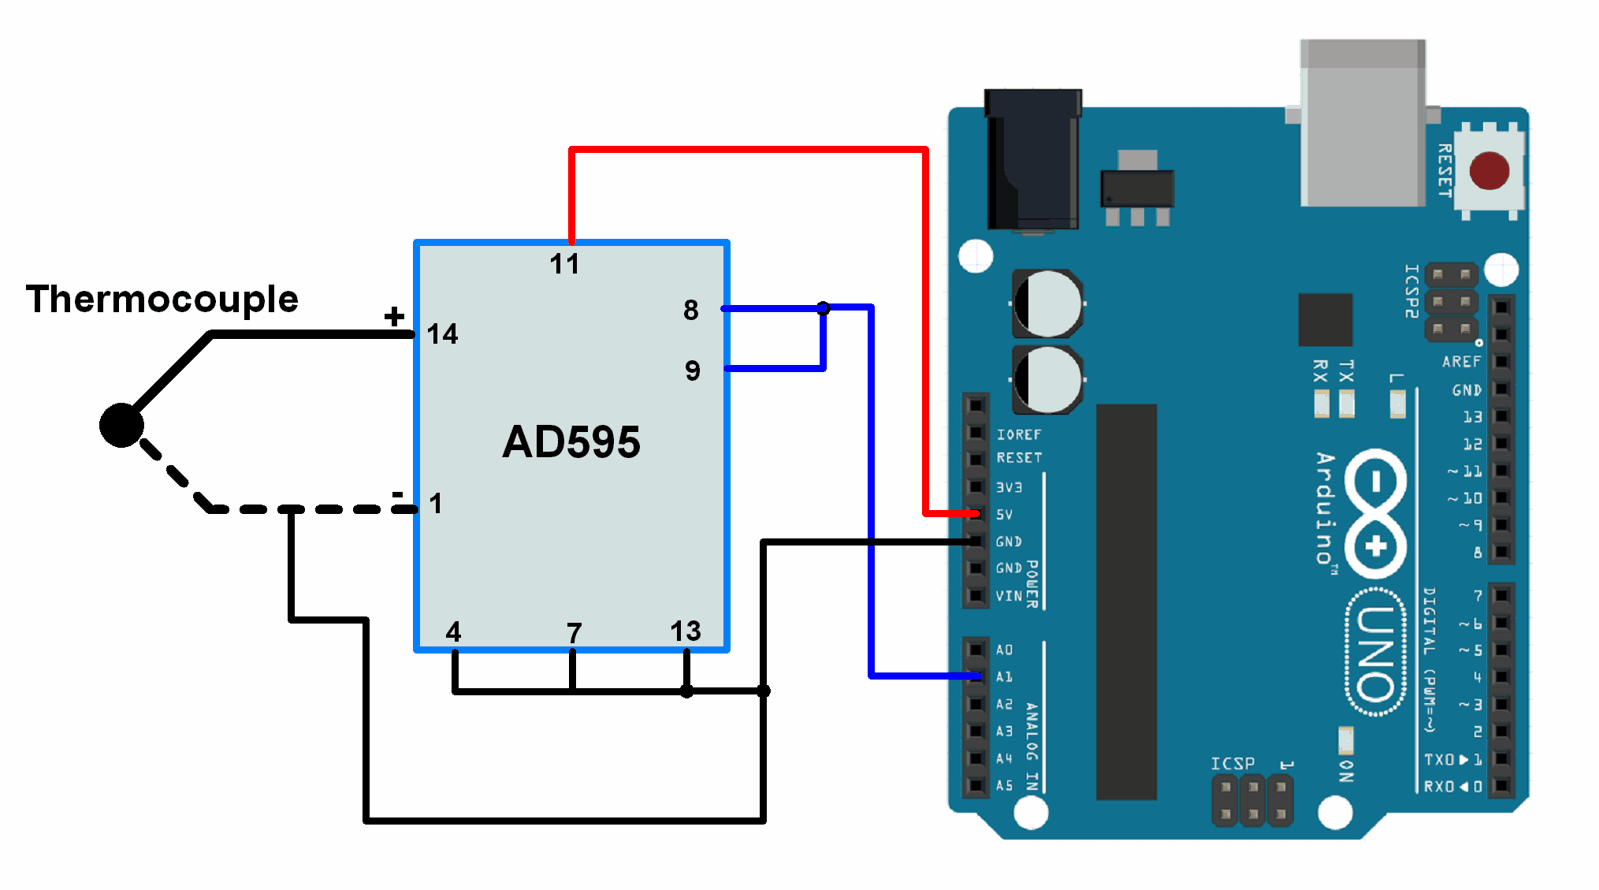 Thermocouple
+
14
-
1
11
8
9
AD595
4
7
13
RESET
ICSP2
IOREF
RESET
3V3
5V
GND
GND
VIN
POWER
A0
A1
A2
A3
A4
A5
ANALOG IN
RX
TX
L
AREF
GND
13
12
~11
~10
~9
8
Arduino™
UNO
7
~6
~5
4
~3
2
TX0▶1
RX0◀0
DIGITAL (PWM=~)
ON
ICSP
1